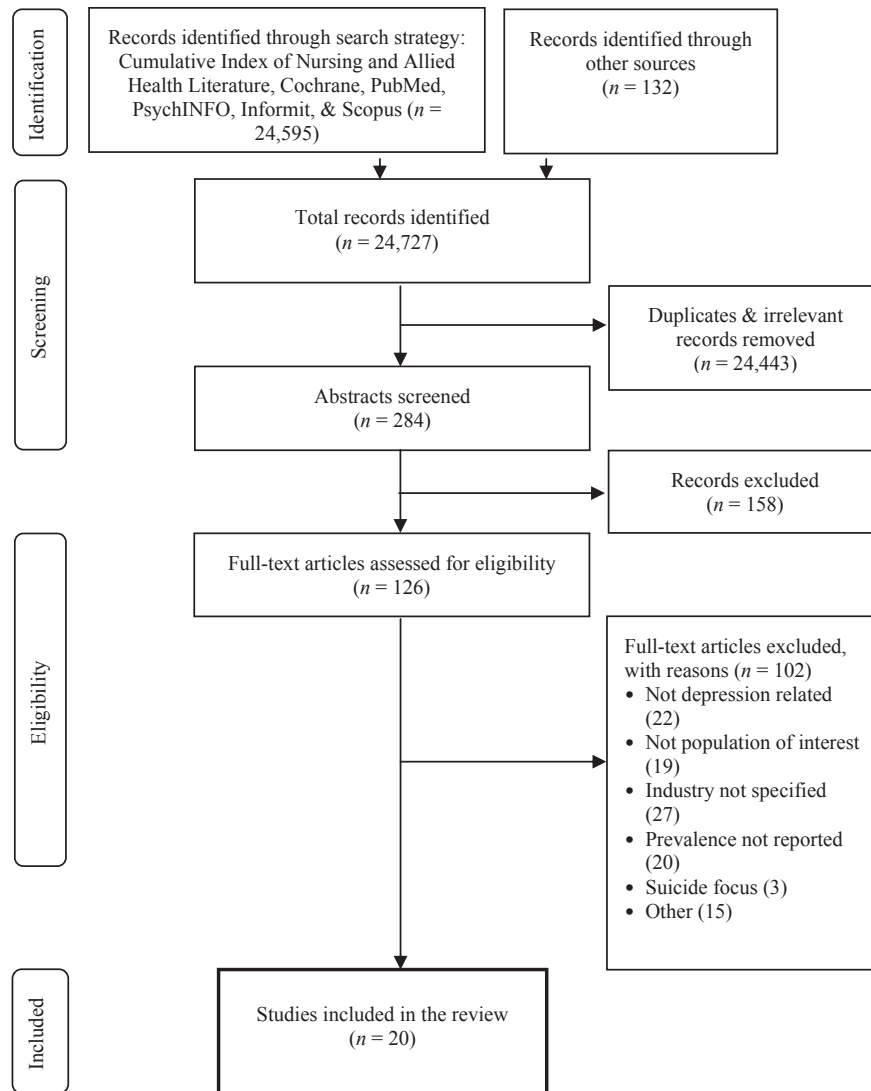 Identification
Records identified through search strategy:
Cumulative Index of Nursing and Allied
Health Literature, Cochrane, PubMed,
PsychINFO, Informit, & Scopus (n =
24,595)
Records identified through
other sources
(n = 132)
Screening
Total records identified
(n = 24,727)
Duplicates & irrelevant
records removed
(n = 24,443)
Abstracts screened
(n = 284)
Records excluded
(n = 158)
Eligibility
Full-text articles assessed for eligibility
(n = 126)
Full-text articles excluded,
with reasons (n = 102)
• Not depression related
(22)
• Not population of interest
(19)
• Industry not specified
(27)
• Prevalence not reported
(20)
• Suicide focus (3)
• Other (15)
Included
Studies included in the review
(n = 20)